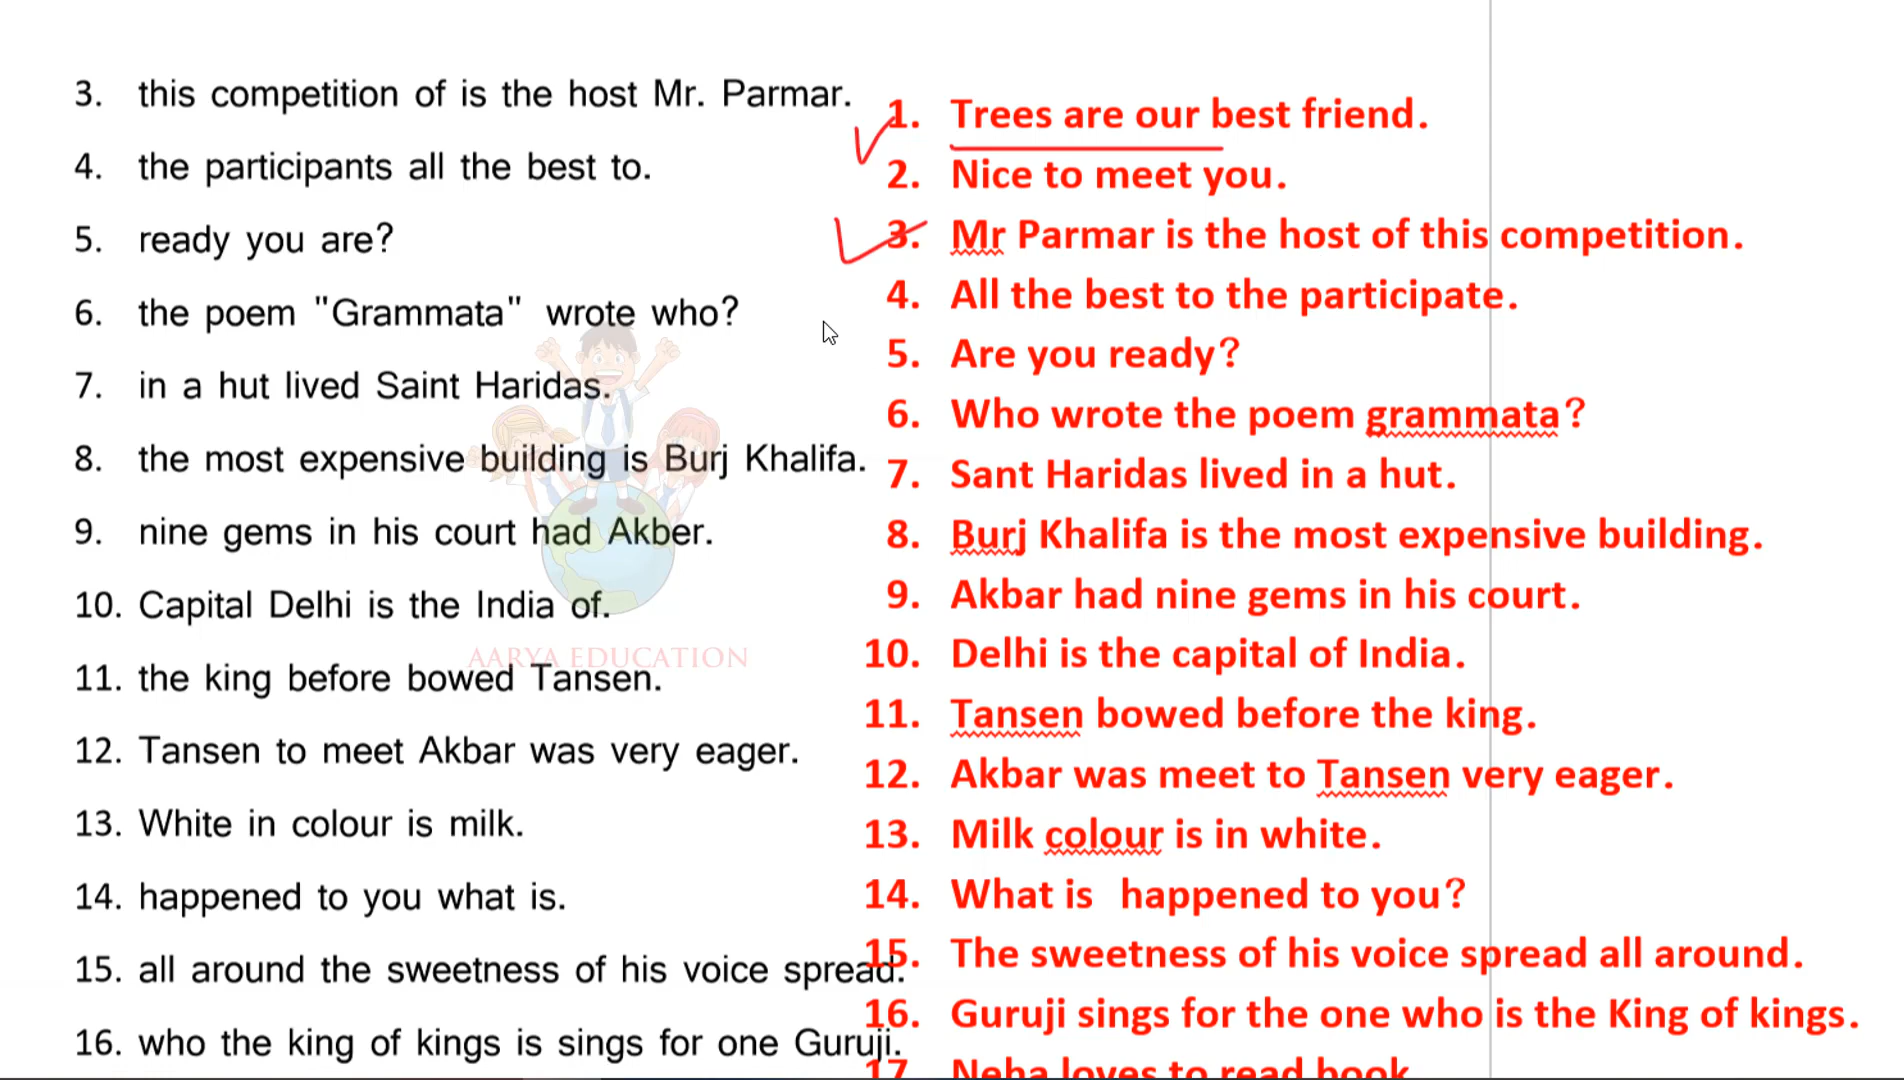 3. this competition of is the host Mr. Parmar.
4. the participants all the best to.
5. ready you are?
6. the poem "Grammata" wrote who?
7. in a hut lived Saint Haridas.
8. the most expensive building is Burj Khalifa.
9. nine gems in his court had Akber.
10. Capital Delhi is the India of.
11. the king before bowed Tansen.
12. Tansen to meet Akbar was very eager.
13. White in colour is milk.
14. happened to you what is.
15. all around the sweetness of his voice spread.
16. who the king of kings is sings for one Guruji.
AARYA EDUCATION
1. Trees are our best friend.
2. Nice to meet you.
3. Mr Parmar is the host of this competition.
4. All the best to the participate.
5. Are you ready?
6. Who wrote the poem grammata?
7. Sant Haridas lived in a hut.
8. Burj Khalifa is the most expensive building.
9. Akbar had nine gems in his court.
10. Delhi is the capital of India.
11. Tansen bowed before the king.
12. Akbar was meet to Tansen very eager.
13. Milk colour is in white.
14. What is happened to you?
15. The sweetness of his voice spread all around.
16. Guruji sings for the one who is the King of kings.
17 Neha loves to read book